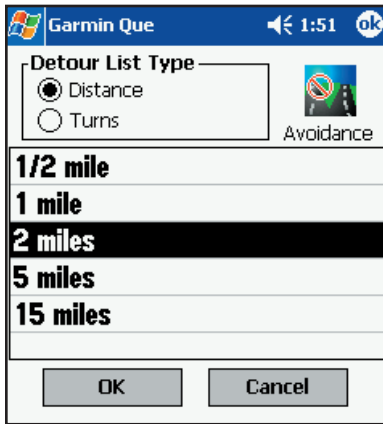 Garmin Que 1:51 ok
Detour List Type
Distance
Turns
Avoidance
1/2 mile
1 mile
2 miles
5 miles
15 miles
OK Cancel